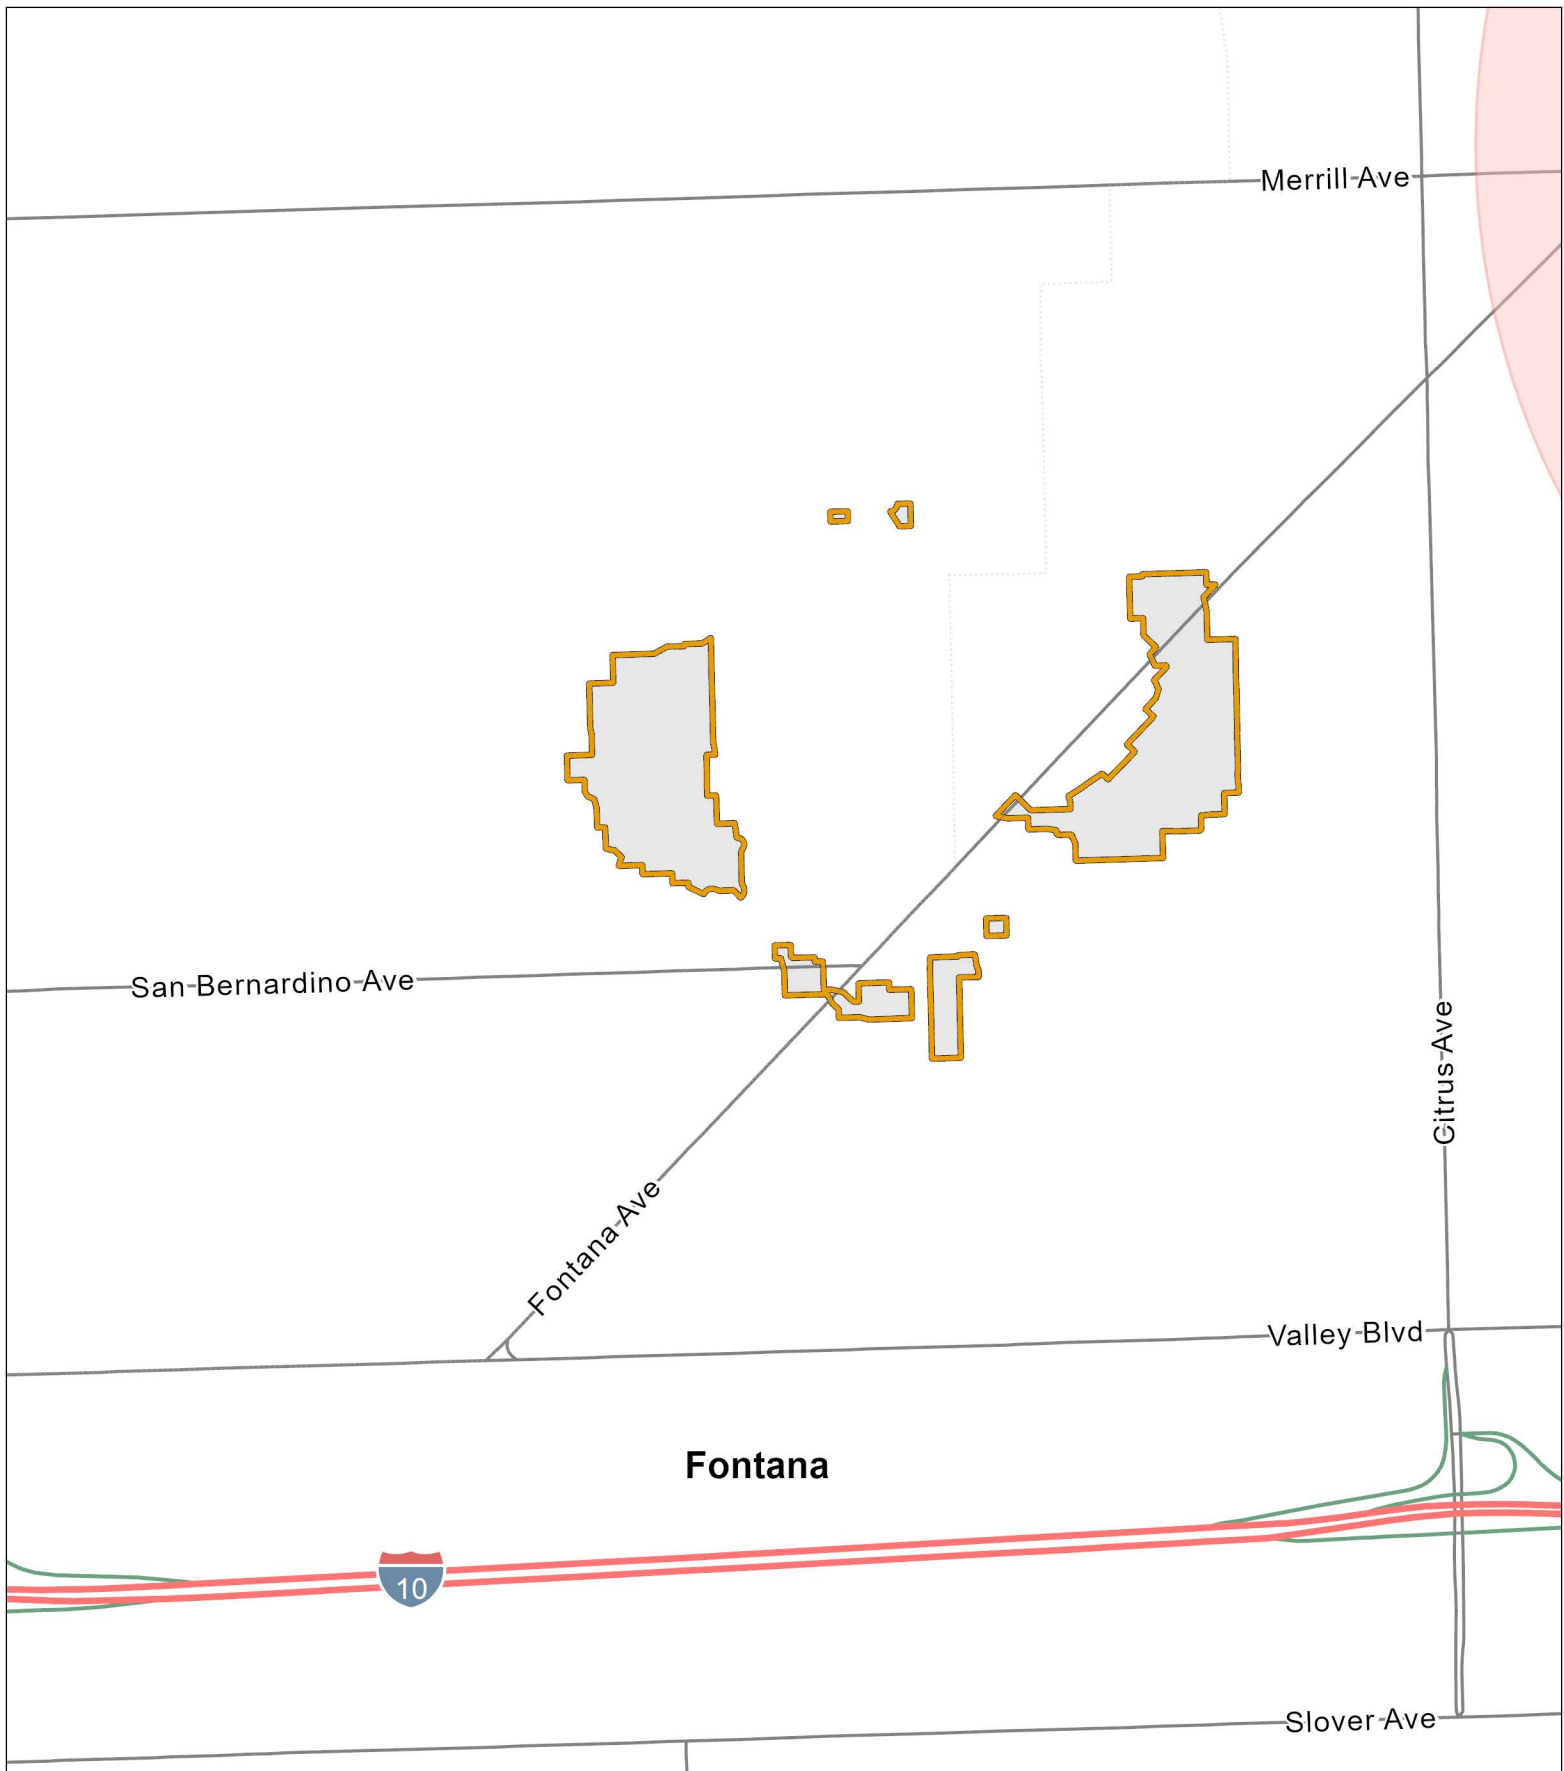 Merrill Ave
San Bernardino Ave
Citrus Ave
Fontana Ave
Valley Blvd
Fontana
10
Slover Ave